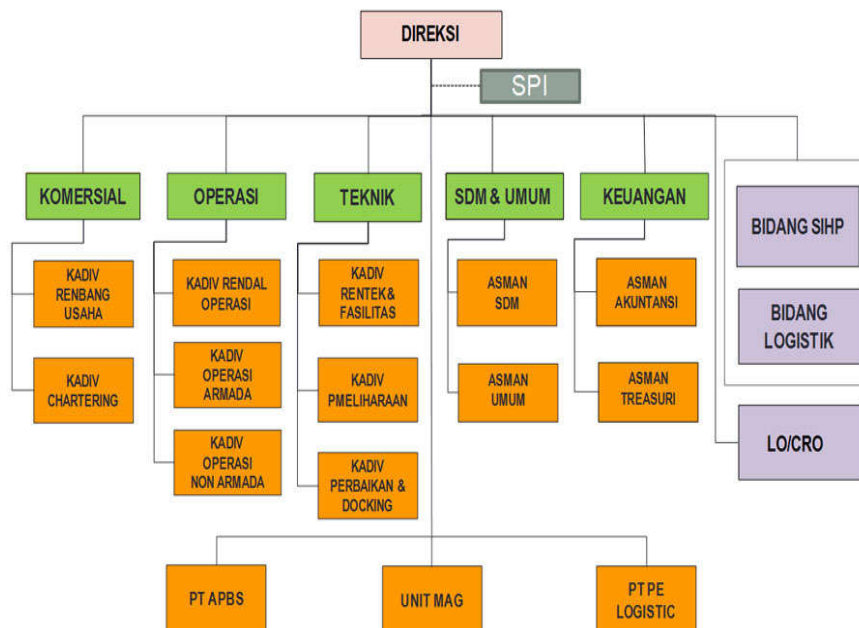 DIREKSI
SPI
KOMERSIAL
OPERASI
TEKNIK
SDM & UMUM
KEUANGAN
BIDANG SIHP
KADIV
RENBANG
USAHA
KADIV RENDAL
OPERASI
KADIV
RENTEK&
FASILITAS
ASMAN
SDM
ASMAN
AKUNTANSI
BIDANG
LOGISTIK
KADIV
CHARTERING
KADIV
OPERASI
ARMADA
KADIV
PMELIHARAAN
ASMAN
UMUM
ASMAN
TREASURI
LO/CRO
KADIV
OPERASI
NON ARMADA
KADIV
PERBAIKAN &
DOCKING
PT APBS
UNIT MAG
PT PE
LOGISTIC